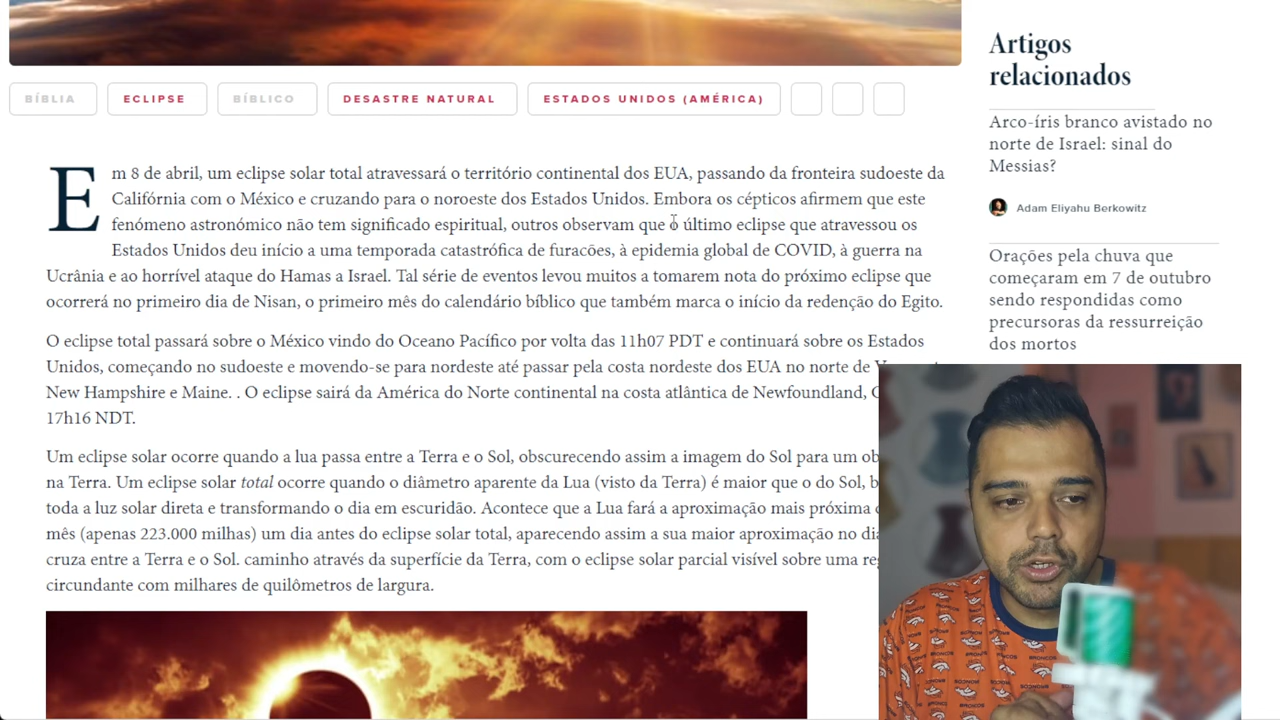 BÍBLIA
ECLIPSE
BÍBLICO
DESASTRE NATURAL
ESTADOS UNIDOS (AMÉRICA)
Em 8 de abril, um eclipse solar total atravessará o território continental dos EUA, passando da fronteira sudoeste da
Califórnia com o México e cruzando para o noroeste dos Estados Unidos. Embora os cépticos afirmem que este
fenómeno astronómico não tem significado espiritual, outros observam que o último eclipse que atravessou os
Estados Unidos deu início a uma temporada catastrófica de furacões, à epidemia global de COVID, à guerra na
Ucrânia e ao horrível ataque do Hamas a Israel. Tal série de eventos levou muitos a tomarem nota do próximo eclipse que
ocorrerá no primeiro dia de Nisan, o primeiro mês do calendário bíblico que também marca o início da redenção do Egito.
O eclipse total passará sobre o México vindo do Oceano Pacífico por volta das 11h07 PDT e continuará sobre os Estados
Unidos, começando no sudoeste e movendo-se para nordeste até passar pela costa nordeste dos EUA no norte de
New Hampshire e Maine. . O eclipse sairá da América do Norte continental na costa atlântica de Newfoundland,
17h16 NDT.
Um eclipse solar ocorre quando a lua passa entre a Terra e o Sol, obscurecendo assim a imagem do Sol para um
na Terra. Um eclipse solar total ocorre quando o diâmetro aparente da Lua (visto da Terra) é maior que o do Sol,
toda a luz solar direta e transformando o dia em escuridão. Acontece que a Lua fará a aproximação mais próxima
mês (apenas 223.000 milhas) um dia antes do eclipse solar total, aparecendo assim a sua maior aproximação no
cruza entre a Terra e o Sol. caminho através da superfície da Terra, com o eclipse solar parcial visível sobre uma
circundante com milhares de quilômetros de largura.
Artigos
relacionados
Arco-íris branco avistado no
norte de Israel: sinal do
Messias?
Adam Eliyahu Berkowitz
Orações pela chuva que
começaram em 7 de outubro
sendo respondidas como
precursoras da ressurreição
dos mortos
BRONCOS